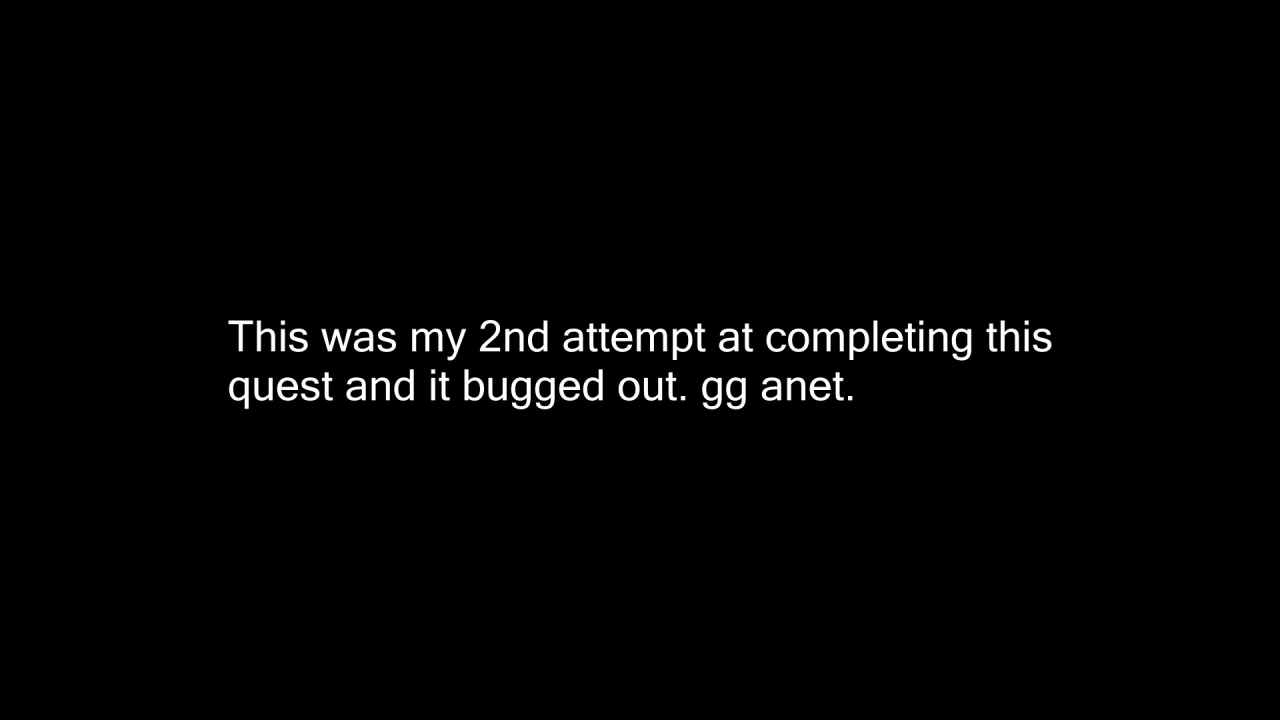 This was my 2nd attempt at completing this
quest and it bugged out. gg anet.